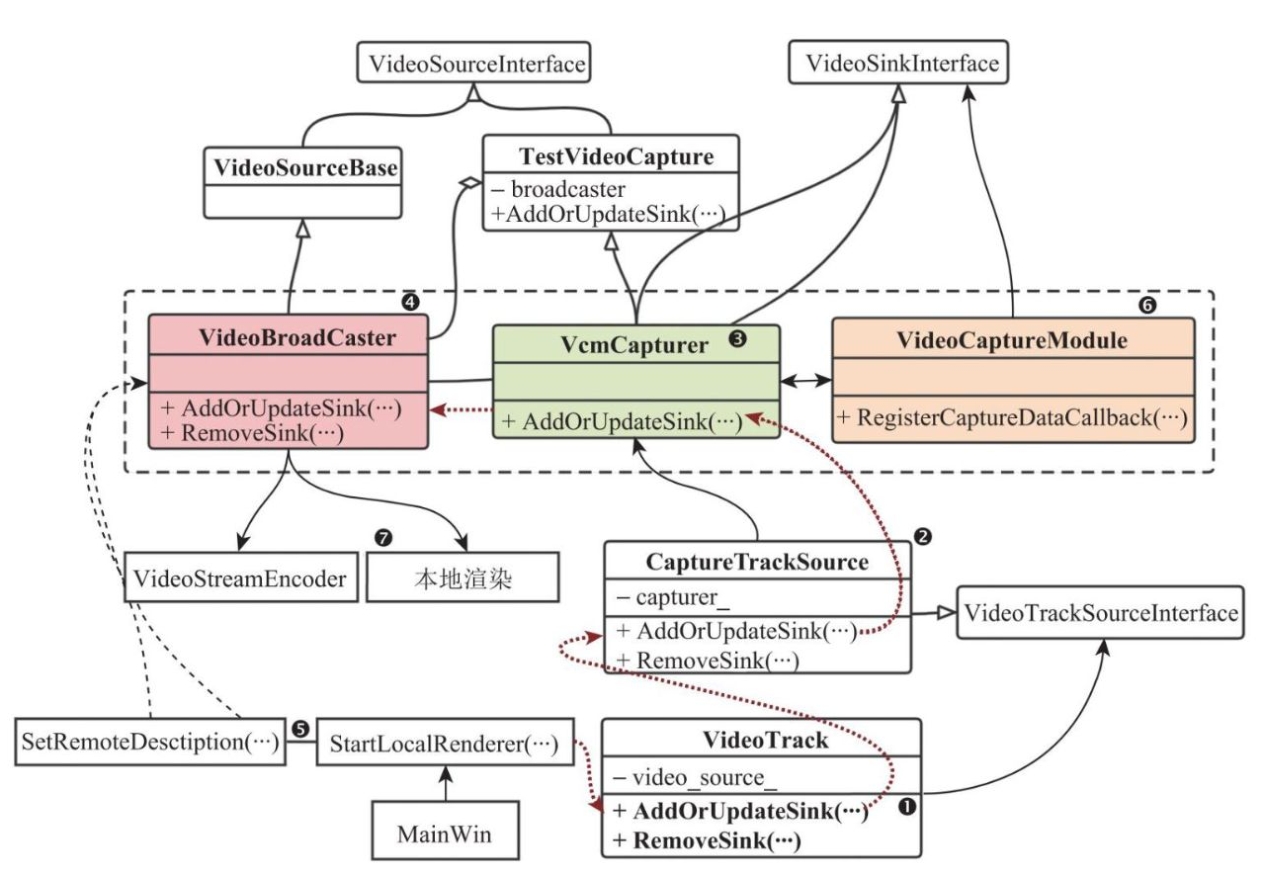 VideoSourceInterface
VideoSinkInterface
VideoSourceBase
TestVideoCapture
– broadcaster
+AddOrUpdateSink(···)
❹
VideoBroadCaster
+ AddOrUpdateSink(···)
+ RemoveSink(···)
VcmCapturer
❸
+ AddOrUpdateSink(···)
❻
VideoCaptureModule
+ RegisterCaptureDataCallback(···)
VideoStreamEncoder
❼
本地渲染
❷
CaptureTrackSource
– capturer_
+ AddOrUpdateSink(···)
+ RemoveSink(···)
VideoTrackSourceInterface
SetRemoteDesctiption(···)
❺
StartLocalRenderer(···)
MainWin
VideoTrack
– video_source_
+ AddOrUpdateSink(···)
❶
+ RemoveSink(···)